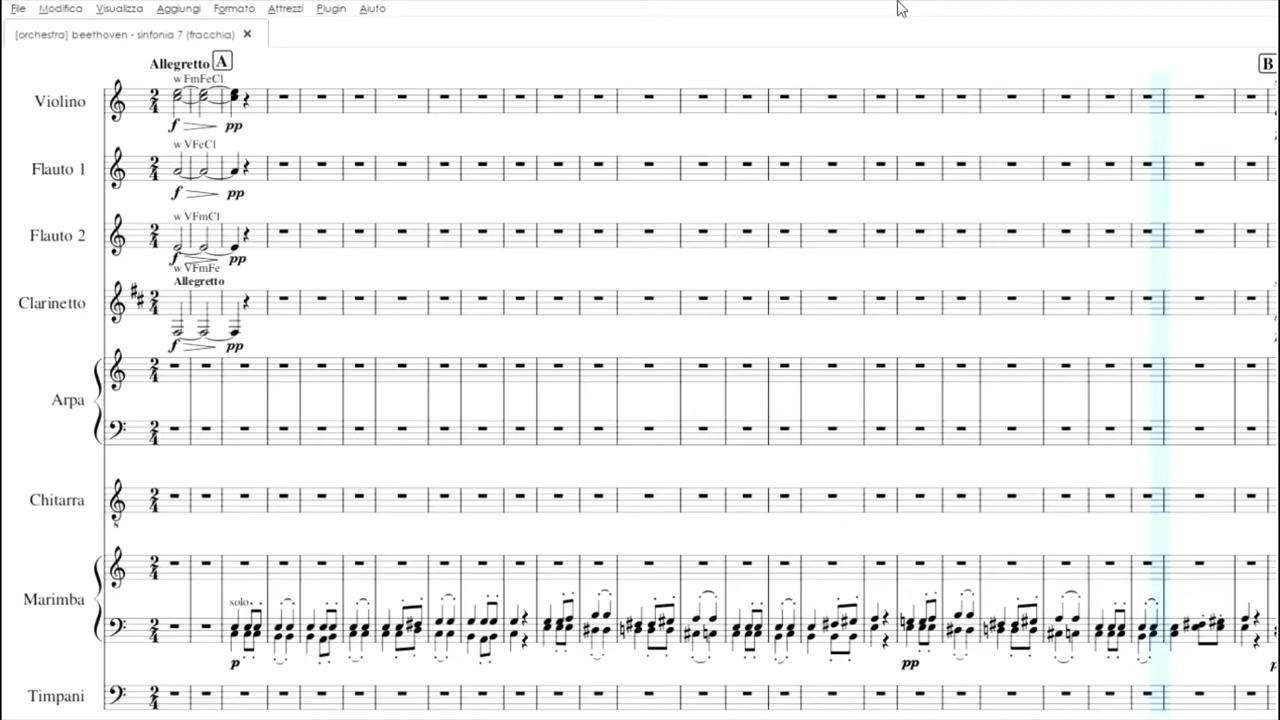 File Modifica Visualizza Aggiungi Formato Attrezzi Plugin Aiuto
[orchestra] beethoven - sinfonia 7 (fracchia) ×
Allegretto A
B
w FmFeCl
Violino
f pp
w VFeCl
Flauto 1
f pp
w VFmCl
Flauto 2
f pp
w VFmFe
Allegretto
Clarinetto
f pp
Arpa
Chitarra
Marimba
solo
p pp
Timpani